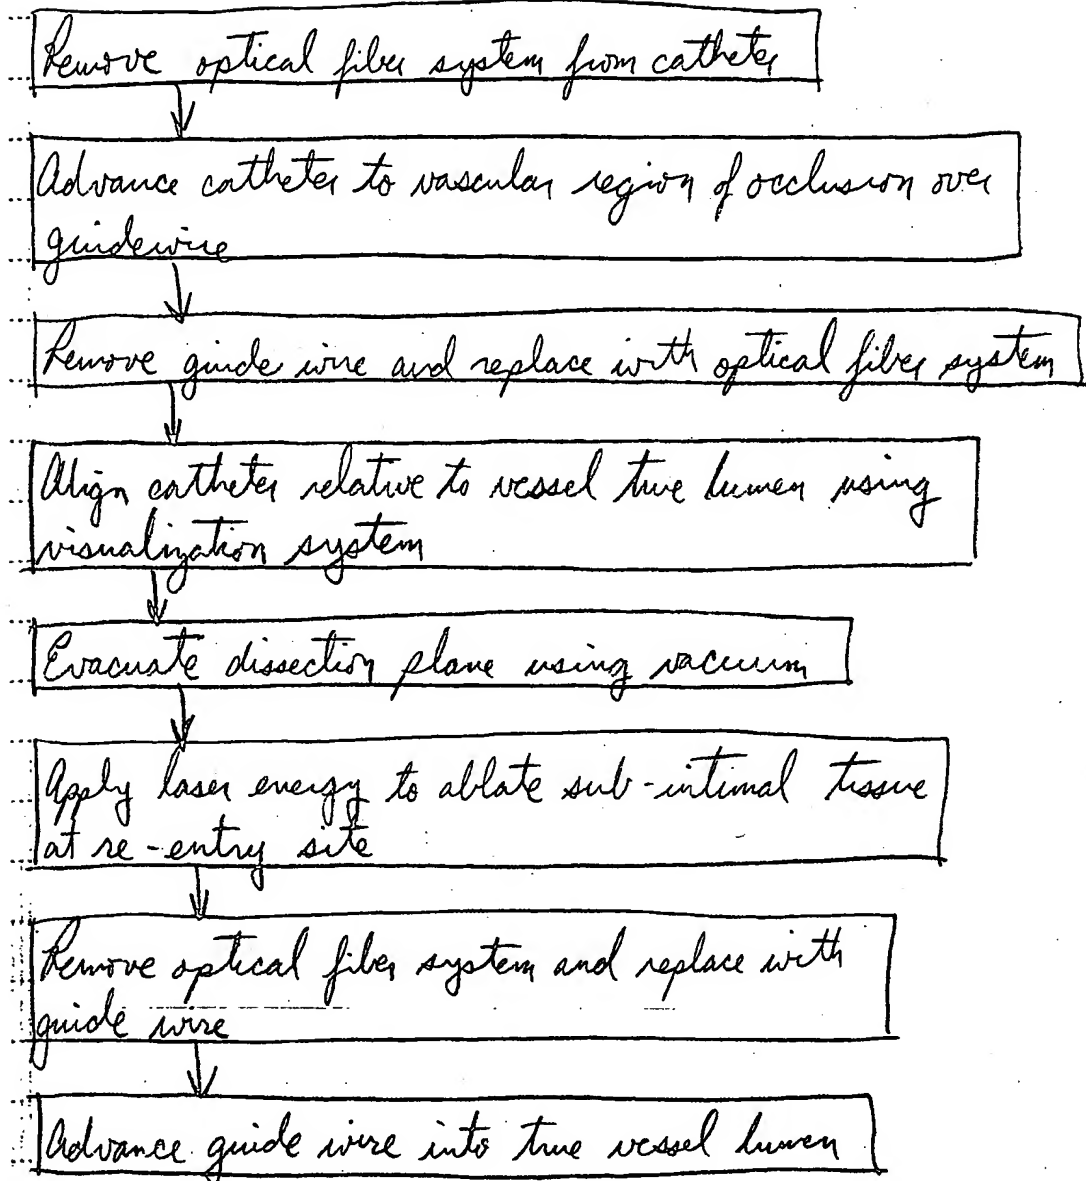 Remove optical fiber system from catheter
Advance catheter to vascular region of occlusion over
guidewire
Remove guide wire and replace with optical fiber system
Align catheter relative to vessel true lumen using
visualization system
Evacuate dissection plane using vacuum
Apply laser energy to ablate sub-intimal tissue
at re-entry site
Remove optical fiber system and replace with
guide wire
Advance guide wire into true vessel lumen